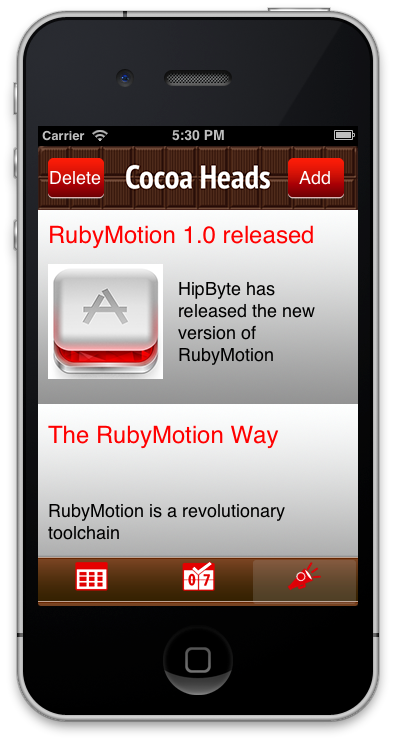 Carrier 5:30 PM
Delete Cocoa Heads Add
RubyMotion 1.0 released
HipByte has
released the new
version of
RubyMotion
The RubyMotion Way
RubyMotion is a revolutionary
toolchain
07